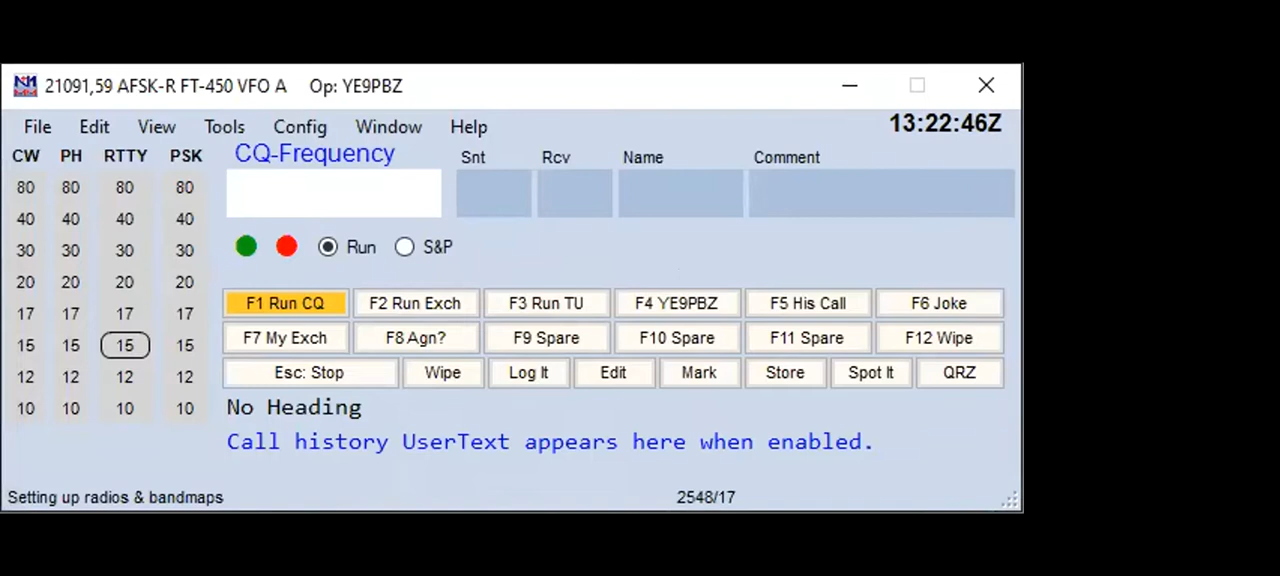 21091,59 AFSK-R FT-450 VFO A Op: YE9PBZ
File Edit View Tools Config Window Help 13:22:46Z
CW PH RTTY PSK CQ-Frequency Snt Rcv Name Comment
80 80 80 80
40 40 40 40
30 30 30 30 Run S&P
20 20 20 20
17 17 17 17 F1 Run CQ F2 Run Exch F3 Run TU F4 YE9PBZ F5 His Call F6 Joke
15 15 15 15 F7 My Exch F8 Agn? F9 Spare F10 Spare F11 Spare F12 Wipe
12 12 12 12 Esc: Stop Wipe Log It Edit Mark Store Spot It QRZ
10 10 10 10 No Heading
Call history UserText appears here when enabled.
Setting up radios & bandmaps 2548/17